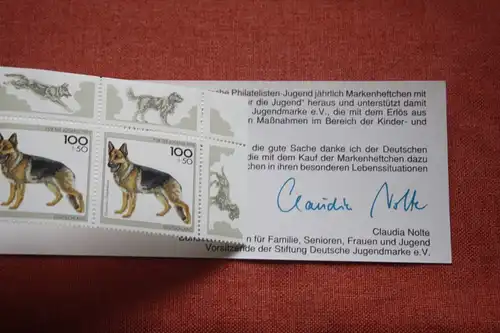 che Philatelisten-Jugend jährlich Markenheftchen mit
r die Jugend" heraus und unterstützt damit
Jugendmarke e.V., die mit dem Erlös aus
n Maßnahmen im Bereich der Kinder- und
die gute Sache danke ich der Deutschen
die mit dem Kauf der Markenheftchen dazu
chen in ihren besonderen Lebenssituationen
Claudia Nolte
Claudia Nolte
n für Familie, Senioren, Frauen und Jugend
Vorsitzende der Stiftung Deutsche Jugendmarke e.V.
100
+50
100
+50